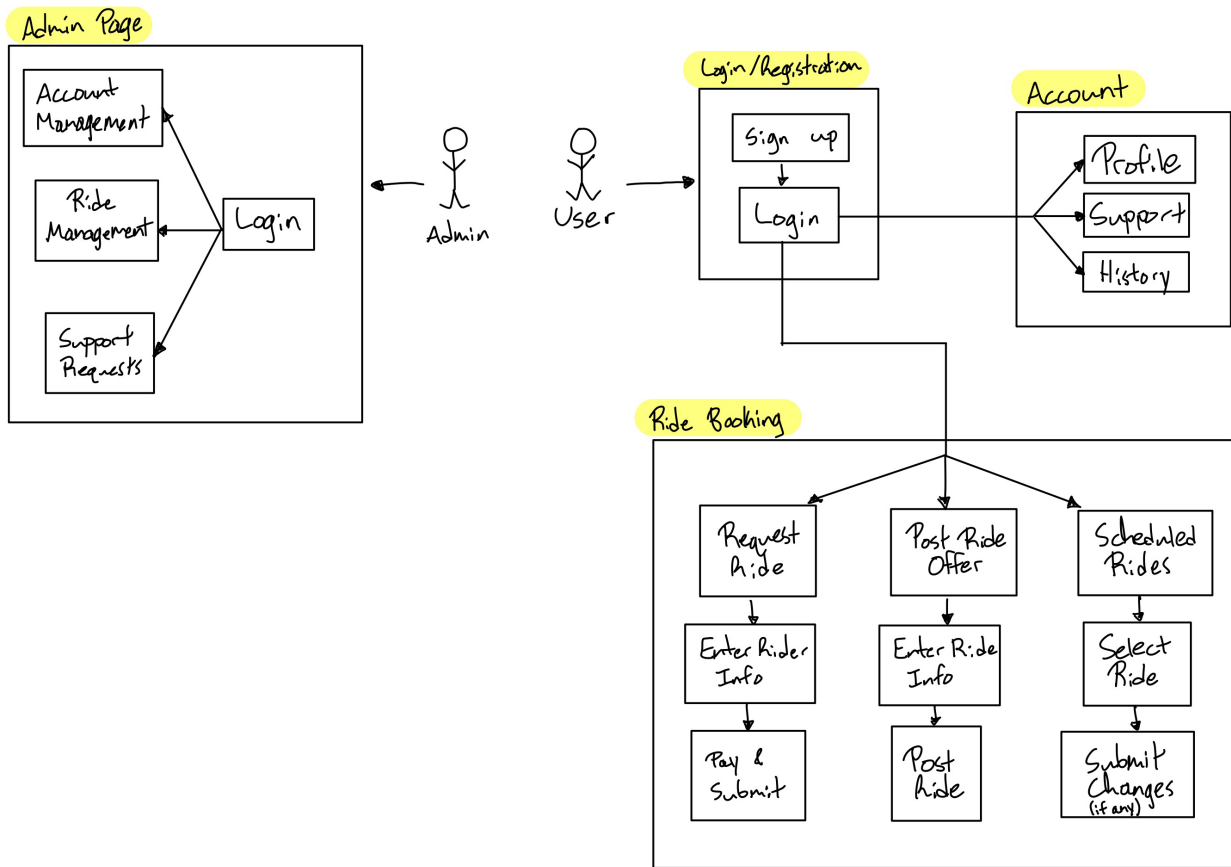 Admin Page
Account
Management
Ride
Management
Login
Support
Requests
Admin
User
Login/Registration
Sign up
Login
Account
Profile
Support
History
Ride Booking
Request
Ride
Enter Rider
Info
Pay &
Submit
Post Ride
Offer
Enter Ride
Info
Post
Ride
Scheduled
Rides
Select
Ride
Submit
Changes
(if any)